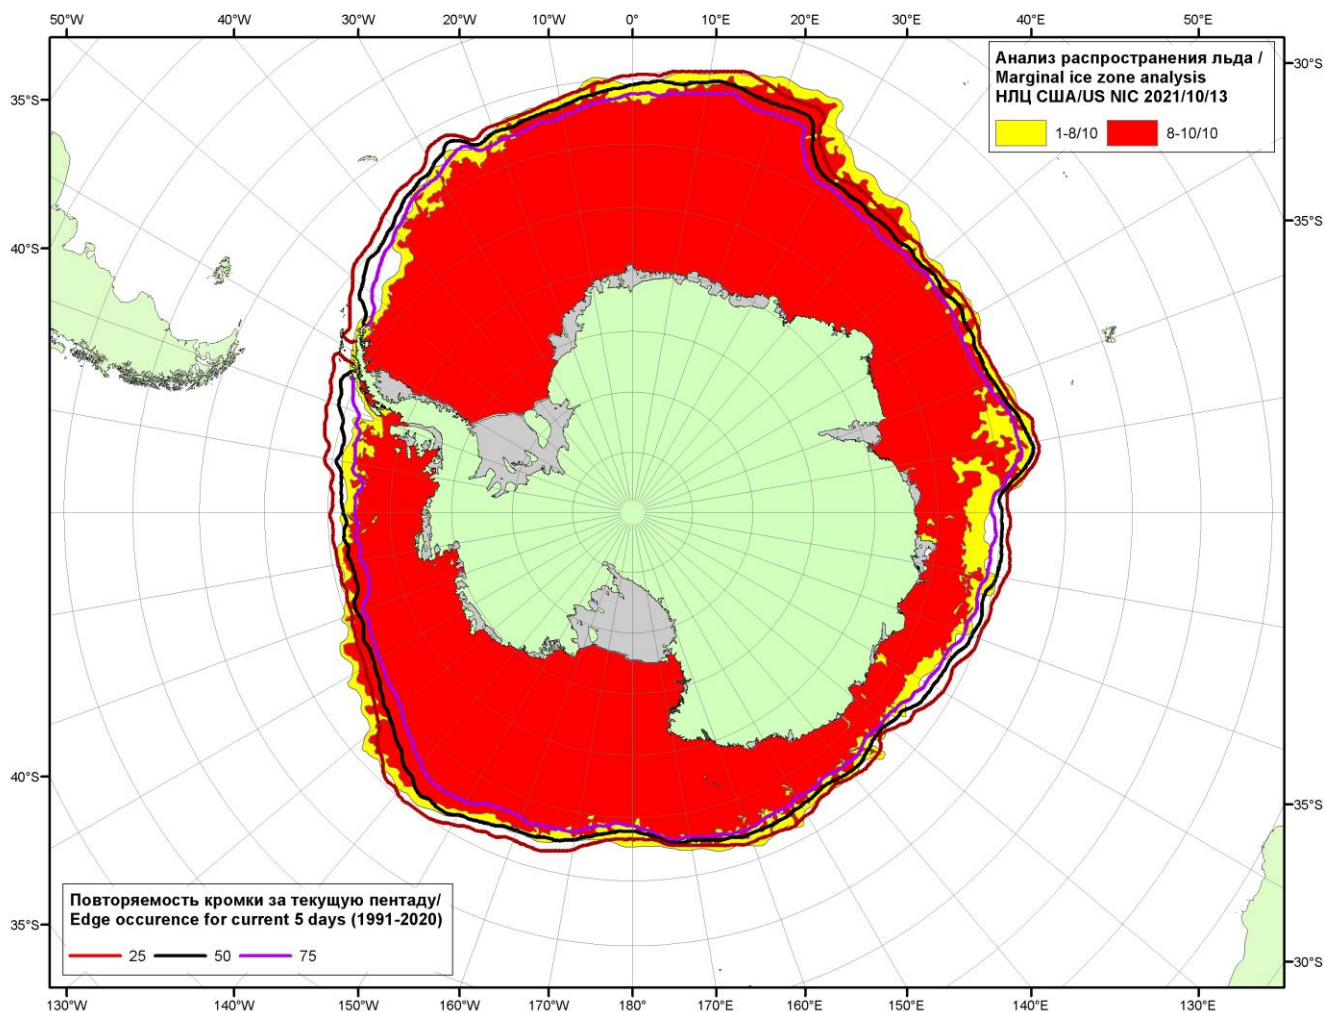 50°W 40°W 30°W 20°W 10°W 0° 10°E 20°E 30°E 40°E 50°E
Анализ распространения льда /
Marginal ice zone analysis
НЛЦ США/US NIC 2021/10/13
1-8/10 8-10/10
30°S
35°S
35°S
40°S
40°S
35°S
35°S
30°S
Повторяемость кромки за текущую пентаду/
Edge occurence for current 5 days (1991-2020)
25 50 75
130°W 140°W 150°W 160°W 170°W 180° 170°E 160°E 150°E 140°E 130°E